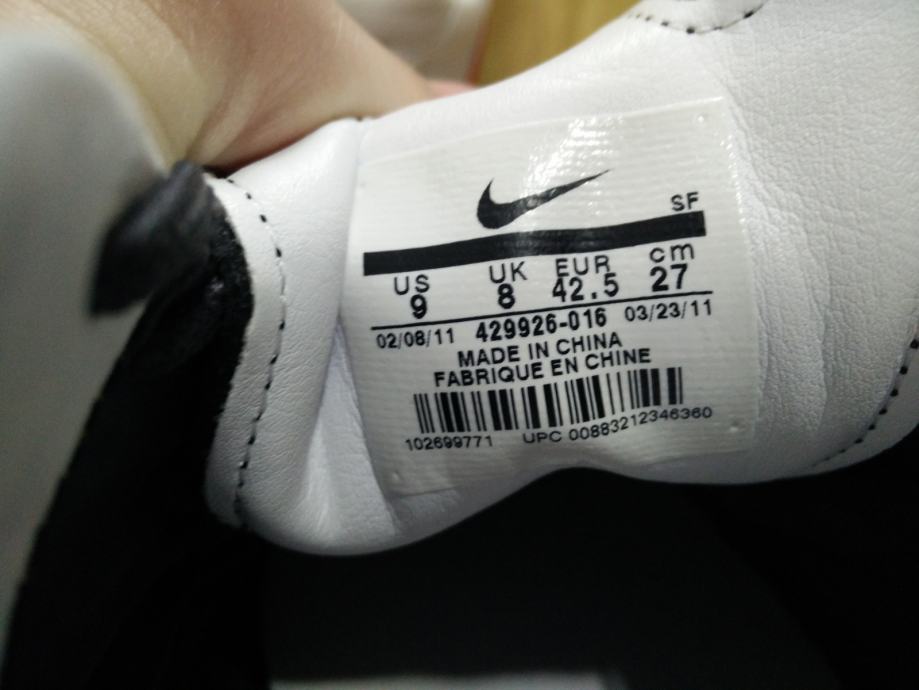 SF
US UK EUR cm
9 8 42.5 27
02/08/11 429926-016 03/23/11
MADE IN CHINA
FABRIQUE EN CHINE
102699771 UPC 00883212346360